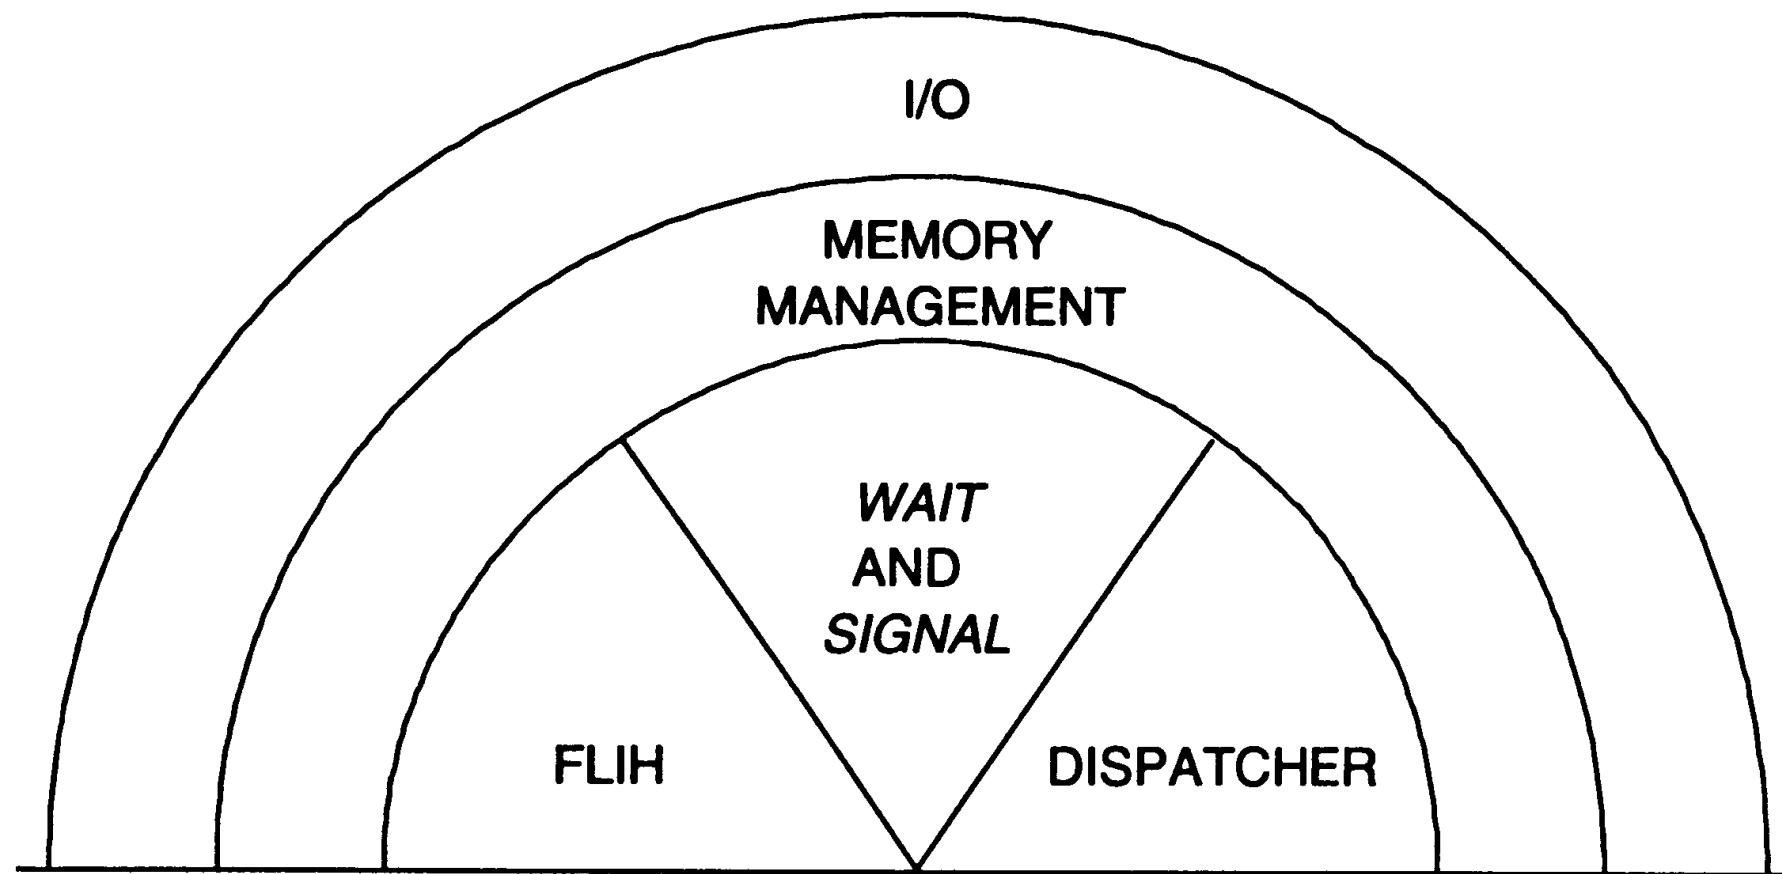 I/O
MEMORY
MANAGEMENT
WAIT
AND
SIGNAL
FLIH
DISPATCHER